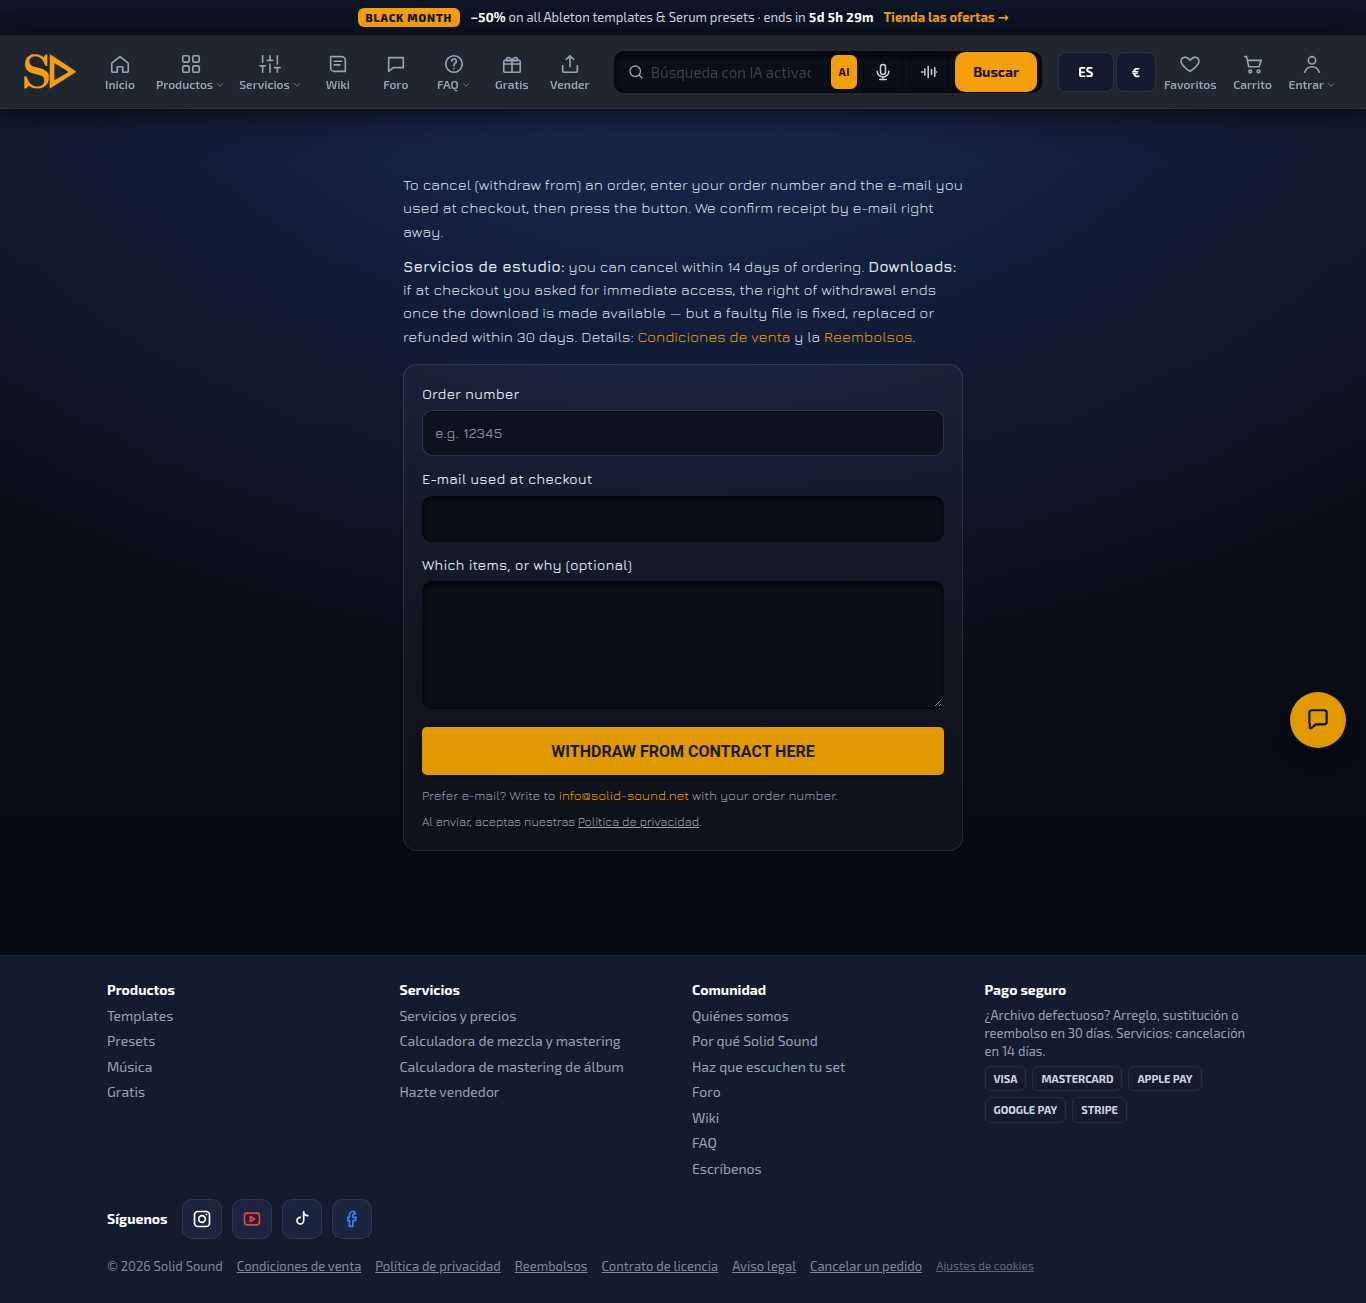 BLACK MONTH −50% on all Ableton templates & Serum presets · ends in 5d 5h 29m Tienda las ofertas →
Inicio Productos Servicios Wiki Foro FAQ Gratis Vender
Búsqueda con IA activad AI Buscar ES € Favoritos Carrito Entrar
To cancel (withdraw from) an order, enter your order number and the e-mail you
used at checkout, then press the button. We confirm receipt by e-mail right
away.
Servicios de estudio: you can cancel within 14 days of ordering. Downloads:
if at checkout you asked for immediate access, the right of withdrawal ends
once the download is made available — but a faulty file is fixed, replaced or
refunded within 30 days. Details: Condiciones de venta y la Reembolsos.
Order number
e.g. 12345
E-mail used at checkout
Which items, or why (optional)
WITHDRAW FROM CONTRACT HERE
Prefer e-mail? Write to info@solid-sound.net with your order number.
Al enviar, aceptas nuestras Política de privacidad.
Productos
Templates
Presets
Música
Gratis
Servicios
Servicios y precios
Calculadora de mezcla y mastering
Calculadora de mastering de álbum
Hazte vendedor
Comunidad
Quiénes somos
Por qué Solid Sound
Haz que escuchen tu set
Foro
Wiki
FAQ
Escríbenos
Pago seguro
¿Archivo defectuoso? Arreglo, sustitución o
reembolso en 30 días. Servicios: cancelación
en 14 días.
VISA MASTERCARD APPLE PAY
GOOGLE PAY STRIPE
Síguenos
© 2026 Solid Sound Condiciones de venta Política de privacidad Reembolsos Contrato de licencia Aviso legal Cancelar un pedido Ajustes de cookies